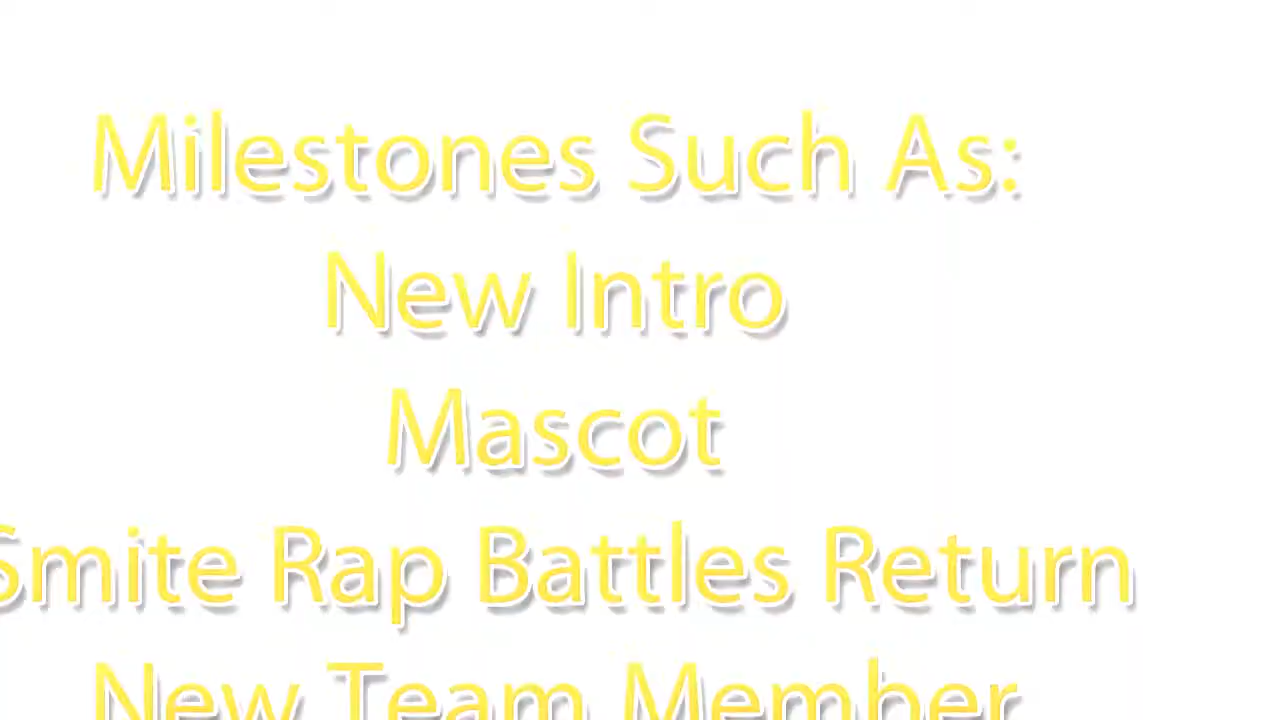 Milestones Such As:
New Intro
Mascot
Smite Rap Battles Return
New Team Member